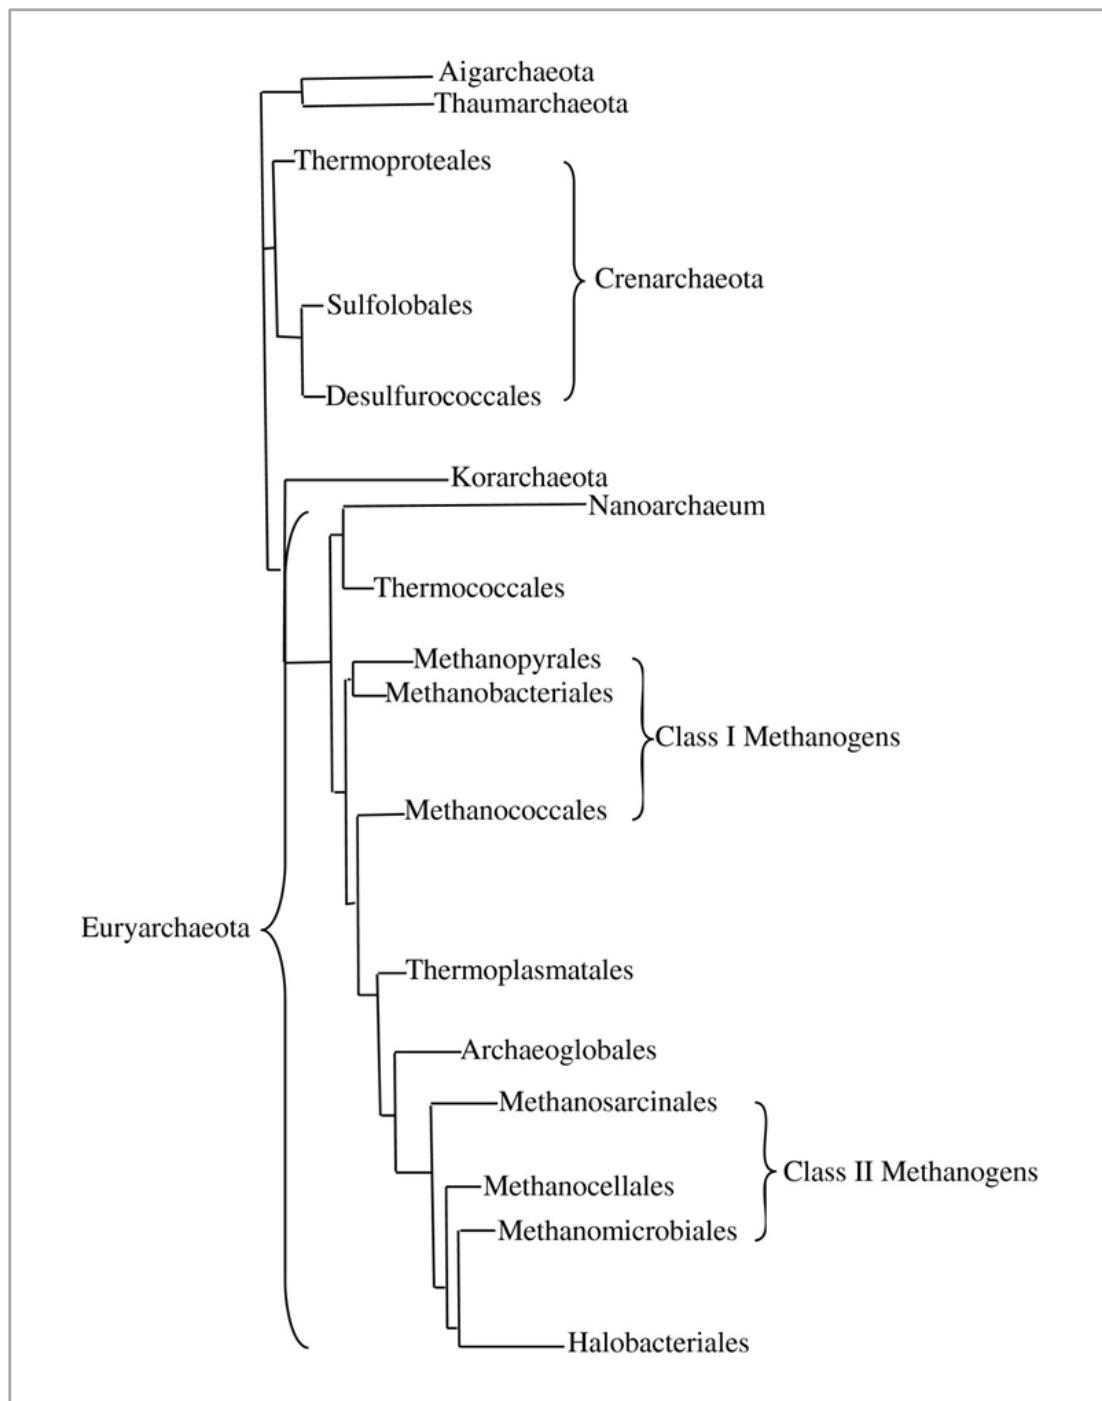 Aigarchaeota
Thaumarchaeota
Thermoproteales
Crenarchaeota
Sulfolobales
Desulfurococcales
Korarchaeota
Nanoarchaeum
Thermococcales
Methanopyrales
Methanobacteriales
Class I Methanogens
Methanococcales
Euryarchaeota
Thermoplasmatales
Archaeoglobales
Methanosarcinales
Class II Methanogens
Methanocellales
Methanomicrobiales
Halobacteriales